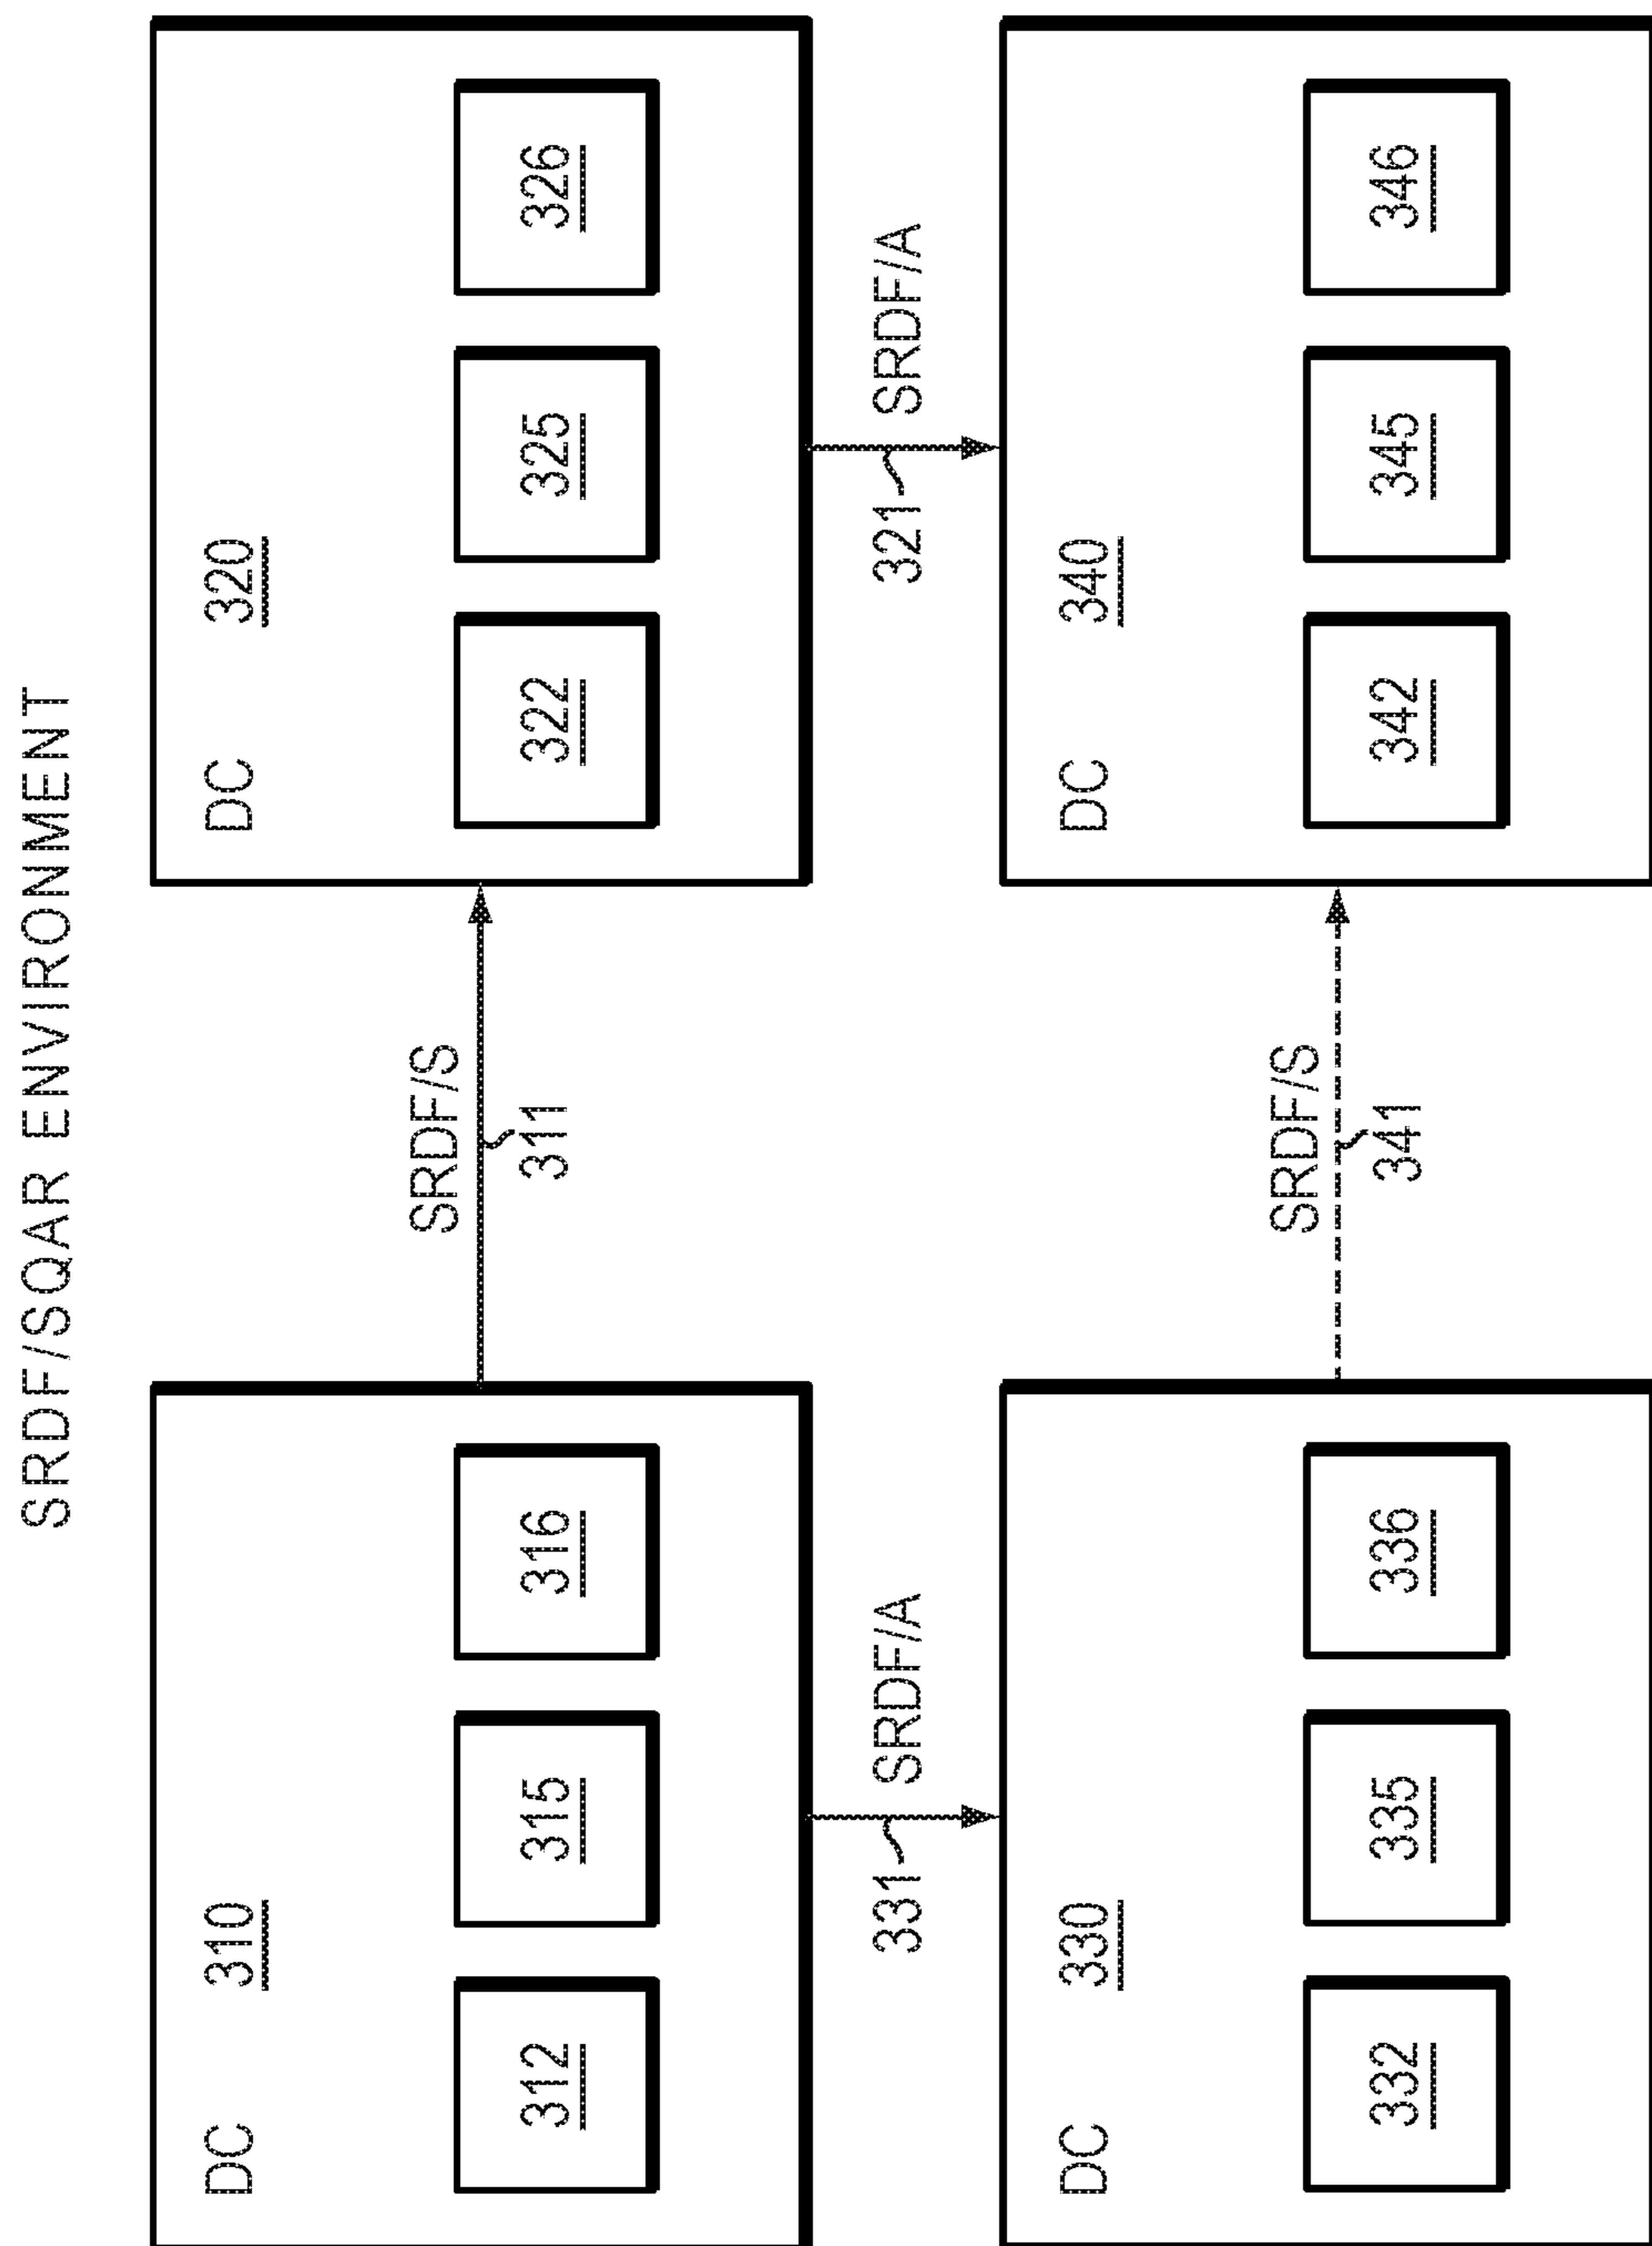 SRDF/SQAR ENVIRONMENT
DC 310
DC 320
SRDF/S
311
312 315 316
322 325 326
331 SRDF/A
321 SRDF/A
DC 330
DC 340
SRDF/S
341
332 335 336
342 345 346